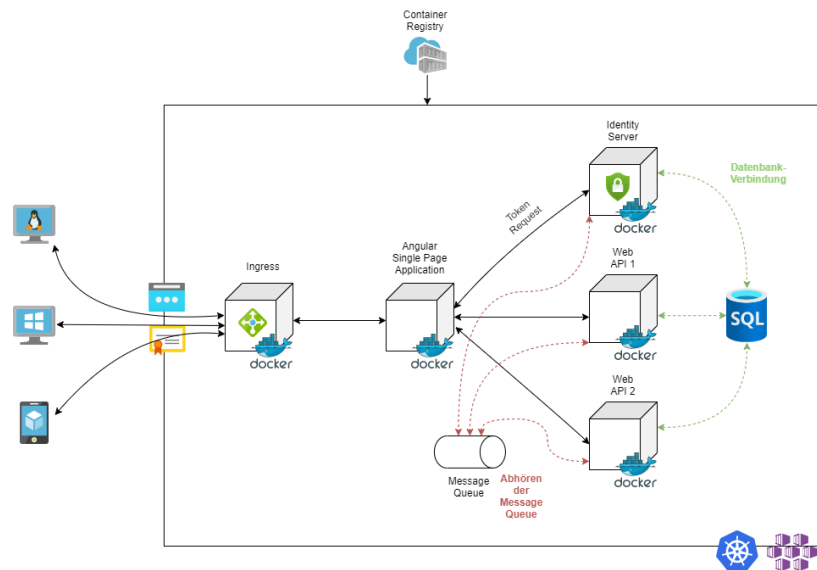 Container
Registry
Identity
Server
Datenbank-
Verbindung
docker
Token
Request
Ingress
Angular
Single Page
Application
Web
API 1
docker
docker
docker
SQL
Web
API 2
docker
Message
Queue
Abhören
der
Message
Queue